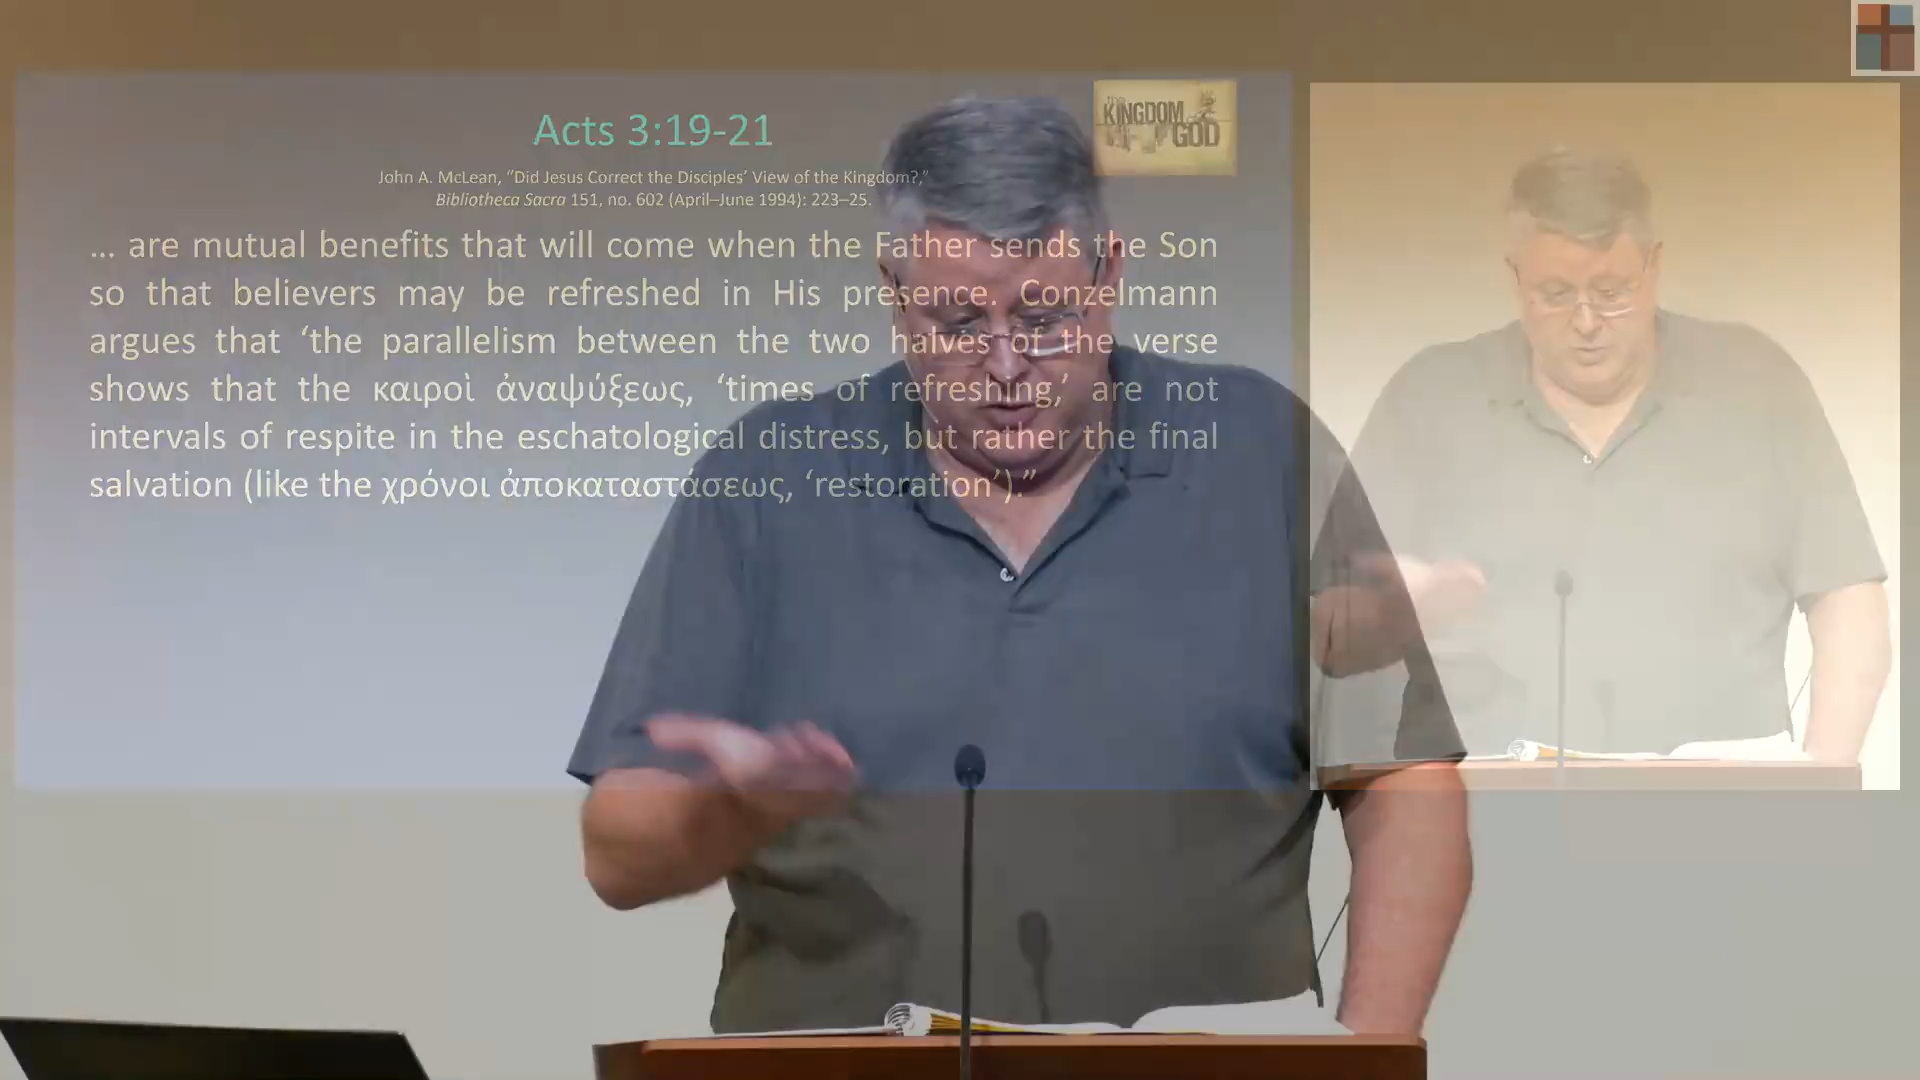 Acts 3:19-21
the
KINGDOM
of
GOD
John A. McLean, “Did Jesus Correct the Disciples’ View of the Kingdom?,”
Bibliotheca Sacra 151, no. 602 (April–June 1994): 223–25.
… are mutual benefits that will come when the Father sends the Son
so that believers may be refreshed in His presence. Conzelmann
argues that ‘the parallelism between the two halves of the verse
shows that the καιροὶ ἀναψύξεως, ‘times of refreshing,’ are not
intervals of respite in the eschatological distress, but rather the final
salvation (like the χρόνοι ἀποκαταστάσεως, ‘restoration’).”